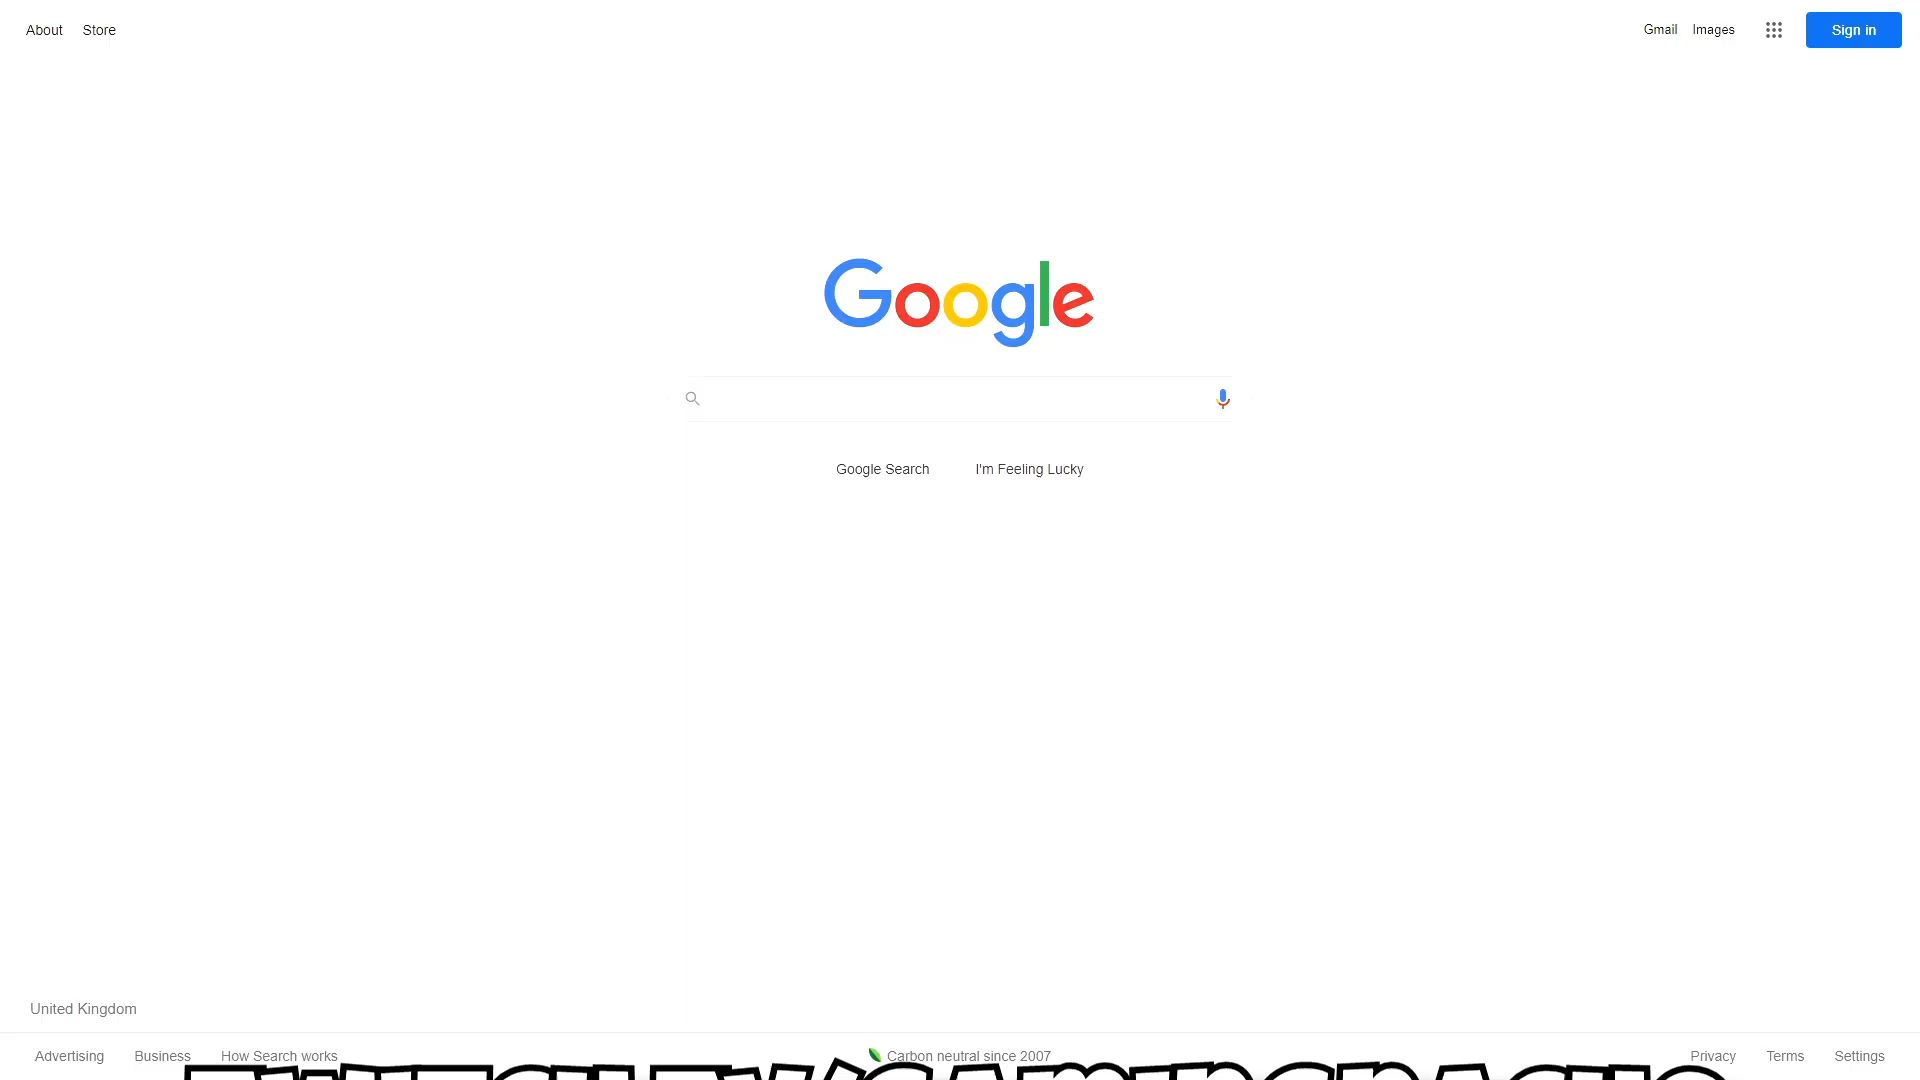 About Store Gmail Images Sign in
Google
Google Search I'm Feeling Lucky
United Kingdom
Advertising Business How Search works Carbon neutral since 2007 Privacy Terms Settings